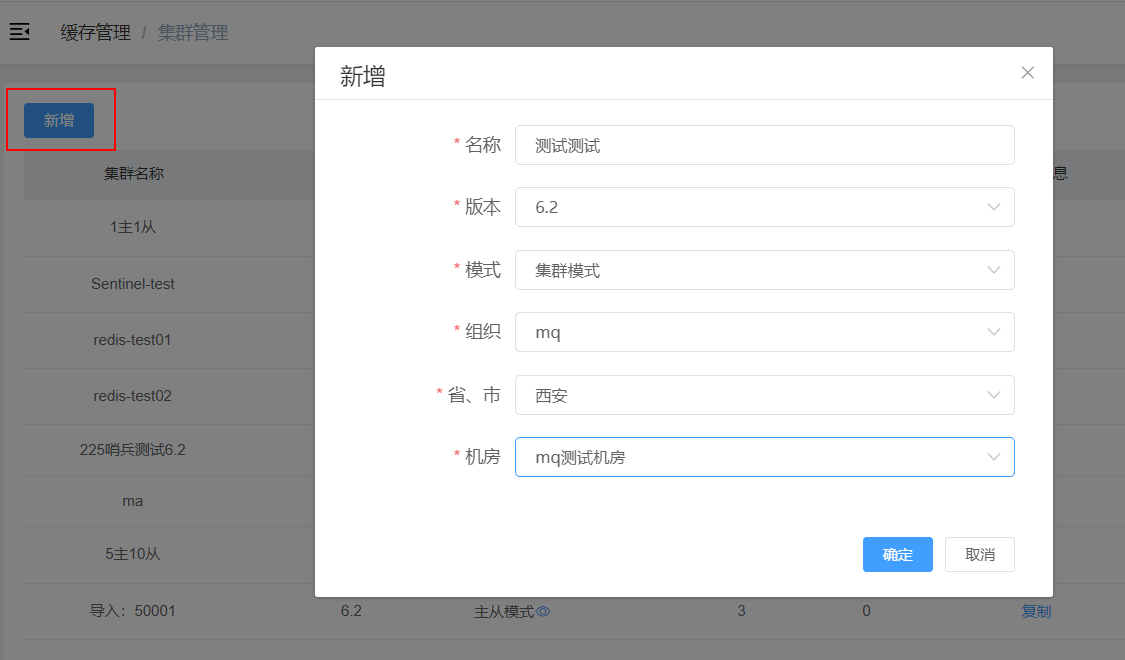 缓存管理 / 集群管理
新增
新增
* 名称 测试测试
* 版本 6.2
* 模式 集群模式
* 组织 mq
* 省、市 西安
* 机房 mq测试机房
确定 取消
集群名称 息
1主1从
Sentinel-test
redis-test01
redis-test02
225哨兵测试6.2
ma
5主10从
导入：50001 6.2 主从模式 3 0 复制